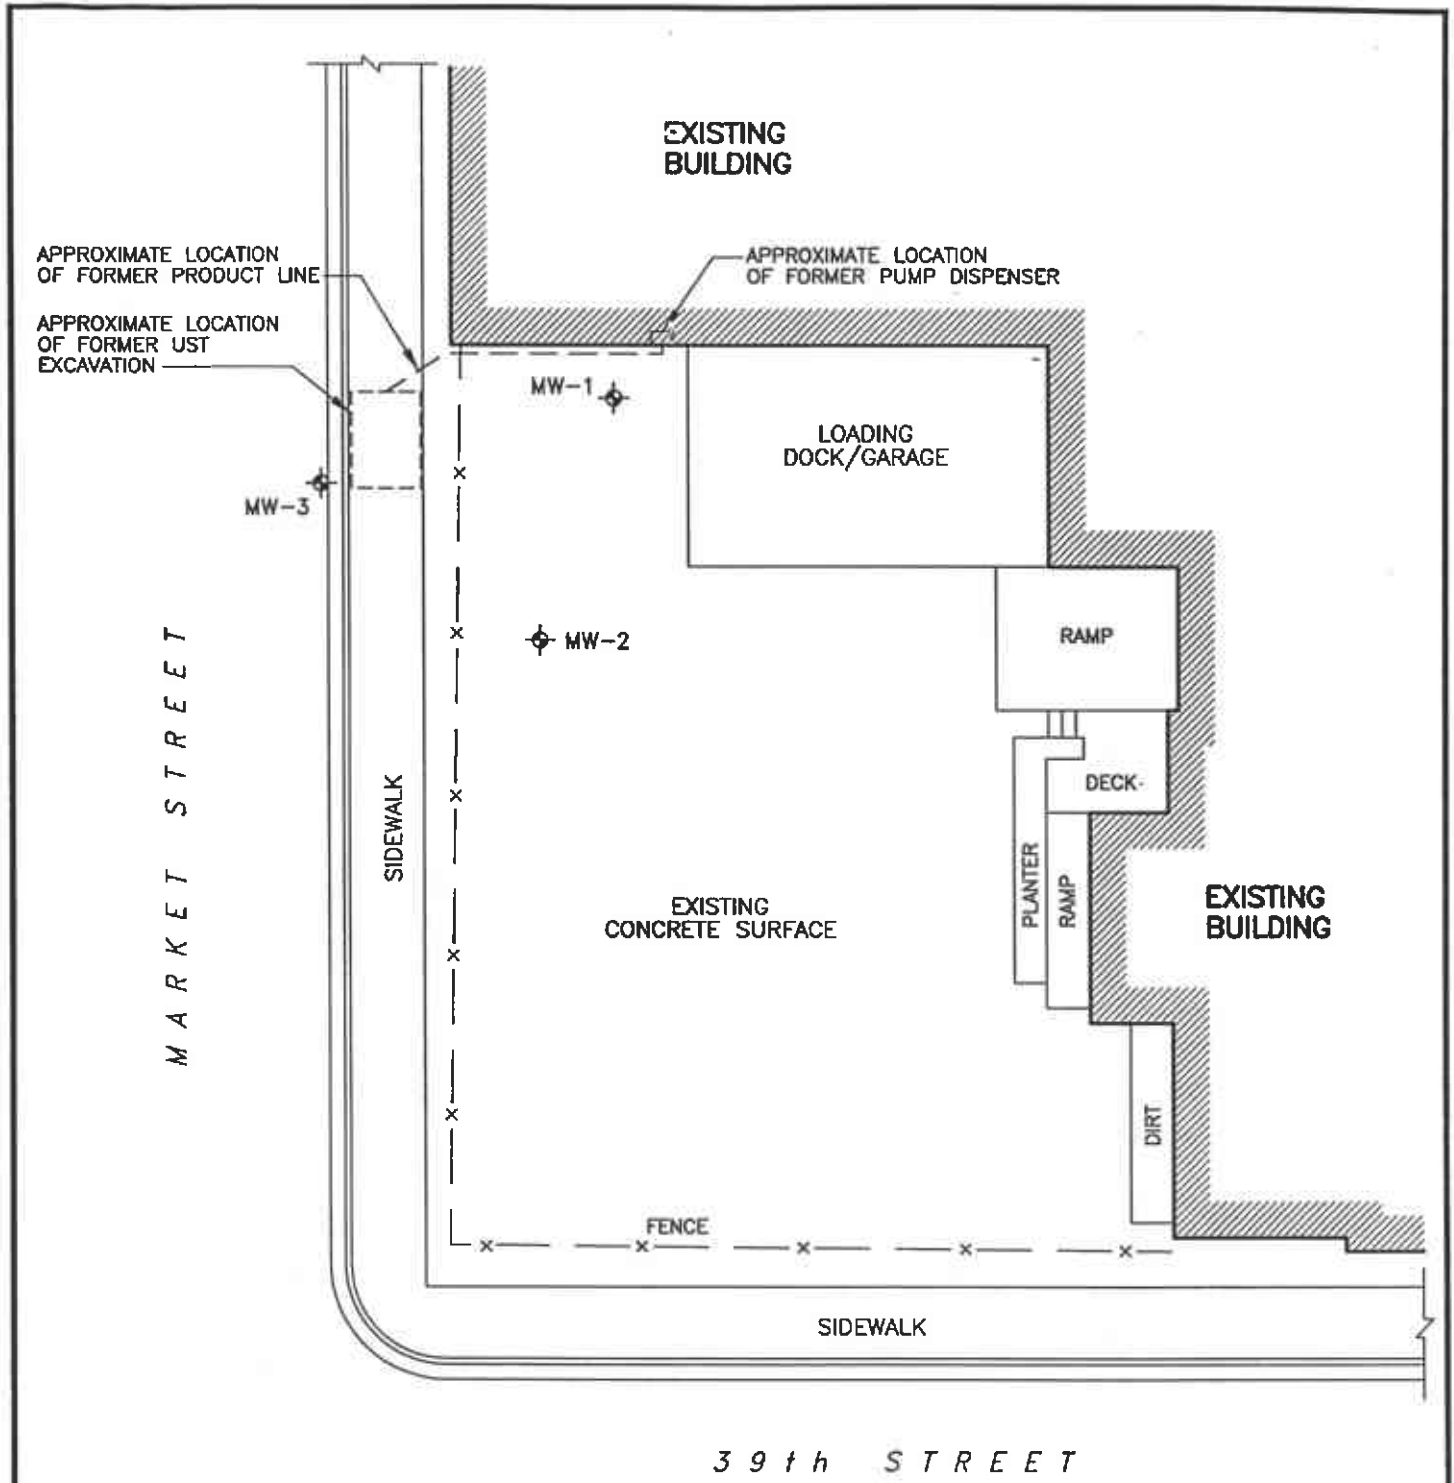 EXISTING
BUILDING
APPROXIMATE LOCATION
OF FORMER PRODUCT LINE
APPROXIMATE LOCATION
OF FORMER PUMP DISPENSER
APPROXIMATE LOCATION
OF FORMER UST
EXCAVATION
MW-1
LOADING
DOCK/GARAGE
MW-3
MW-2
RAMP
MARKET STREET
SIDEWALK
DECK
PLANTER
RAMP
EXISTING
CONCRETE SURFACE
EXISTING
BUILDING
DIRT
FENCE
SIDEWALK
39th STREET